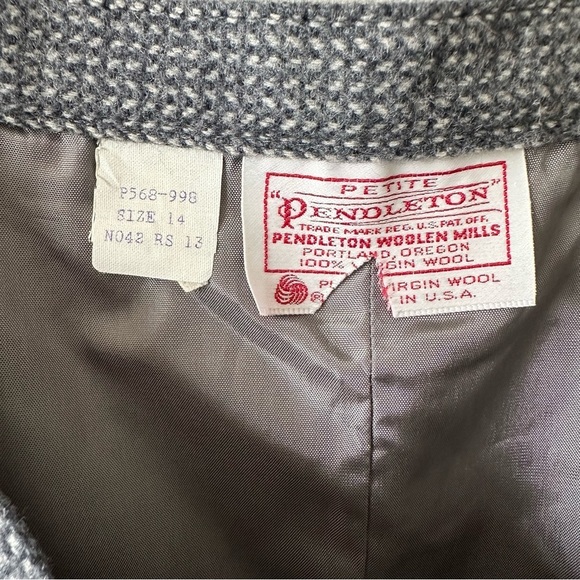 P568-998
SIZE 14
N042 RS 13
PETITE
"PENDLETON"
TRADE MARK REG. U.S. PAT. OFF.
PENDLETON WOOLEN MILLS
PORTLAND, OREGON
100% VIRGIN WOOL
PU VIRGIN WOOL
® IN U.S.A.